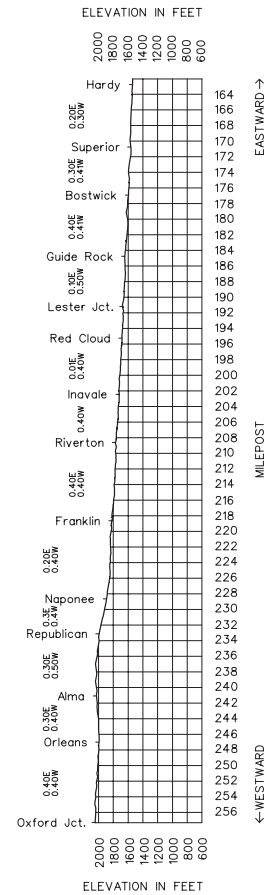 ELEVATION IN FEET
2000
1800
1600
1400
1200
1000
800
600
EASTWARD →
Hardy
164
166
0.20E
0.30W
168
170
Superior
172
0.30E
0.41W
174
176
Bostwick
178
0.40E
0.41W
180
182
184
Guide Rock
186
0.10E
0.50W
188
190
Lester Jct.
192
194
Red Cloud
196
0.01E
0.40W
198
200
Inavale
202
204
0.40W
206
MILEPOST
Riverton
208
210
0.40E
0.40W
212
214
216
Franklin
218
220
0.20E
0.40W
222
224
226
Naponee
228
0.3E
0.4W
230
Republican
232
234
0.30E
0.50W
236
238
240
Alma
242
0.30E
0.40W
244
Orleans
246
248
250
0.40E
0.40W
252
254
256
Oxford Jct.
←WESTWARD
2000
1800
1600
1400
1200
1000
800
600
ELEVATION IN FEET